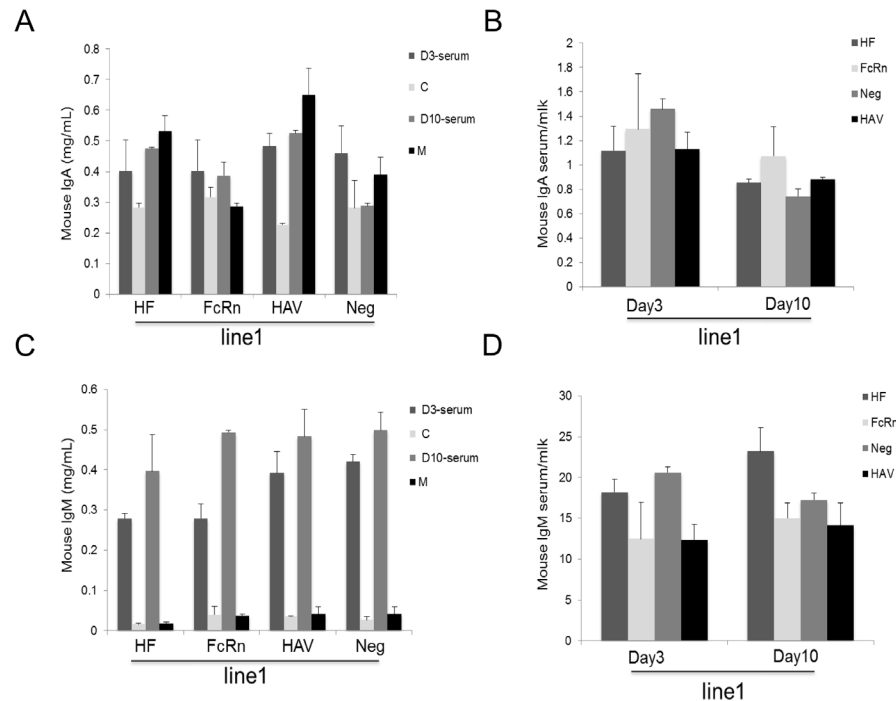 A
Mouse IgA (mg/mL)
0.8
0.7
0.6
0.5
0.4
0.3
0.2
0.1
0
HF FcRn HAV Neg
line1
D3-serum
C
D10-serum
M
B
Mouse IgA serum/mlk
2
1.8
1.6
1.4
1.2
1
0.8
0.6
0.4
0.2
0
Day3 Day10
line1
HF
FcRn
Neg
HAV
C
Mouse IgM (mg/mL)
0.6
0.5
0.4
0.3
0.2
0.1
0
HF FcRn HAV Neg
line1
D3-serum
C
D10-serum
M
D
Mouse IgM serum/mlk
30
25
20
15
10
5
0
Day3 Day10
line1
HF
FcRn
Neg
HAV